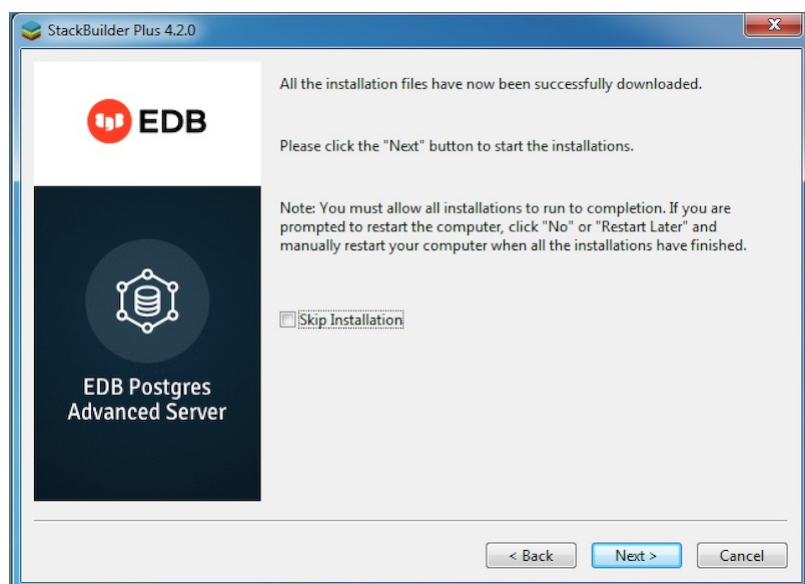 StackBuilder Plus 4.2.0
EDB
All the installation files have now been successfully downloaded.
Please click the "Next" button to start the installations.
Note: You must allow all installations to run to completion. If you are
prompted to restart the computer, click "No" or "Restart Later" and
manually restart your computer when all the installations have finished.
Skip Installation
EDB Postgres
Advanced Server
< Back
Next >
Cancel